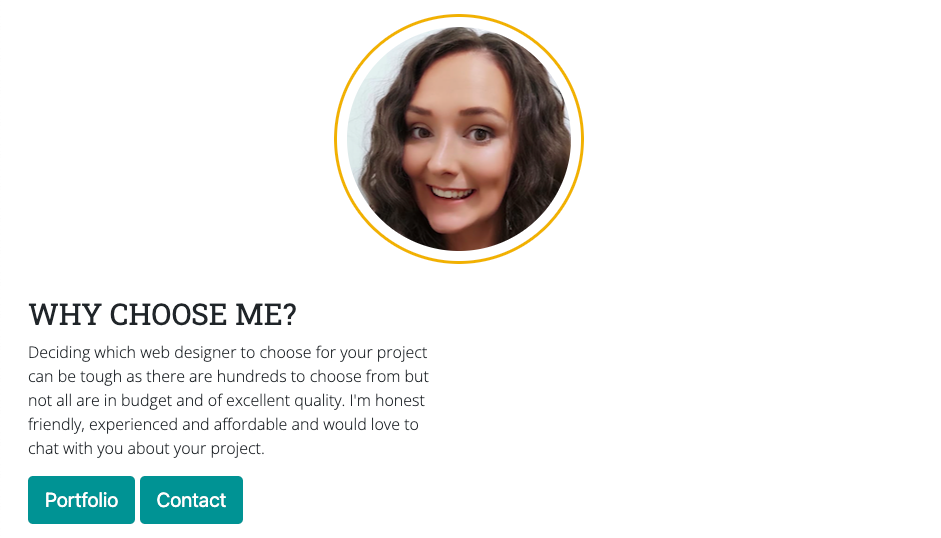 WHY CHOOSE ME?
Deciding which web designer to choose for your project
can be tough as there are hundreds to choose from but
not all are in budget and of excellent quality. I'm honest
friendly, experienced and affordable and would love to
chat with you about your project.
Portfolio Contact